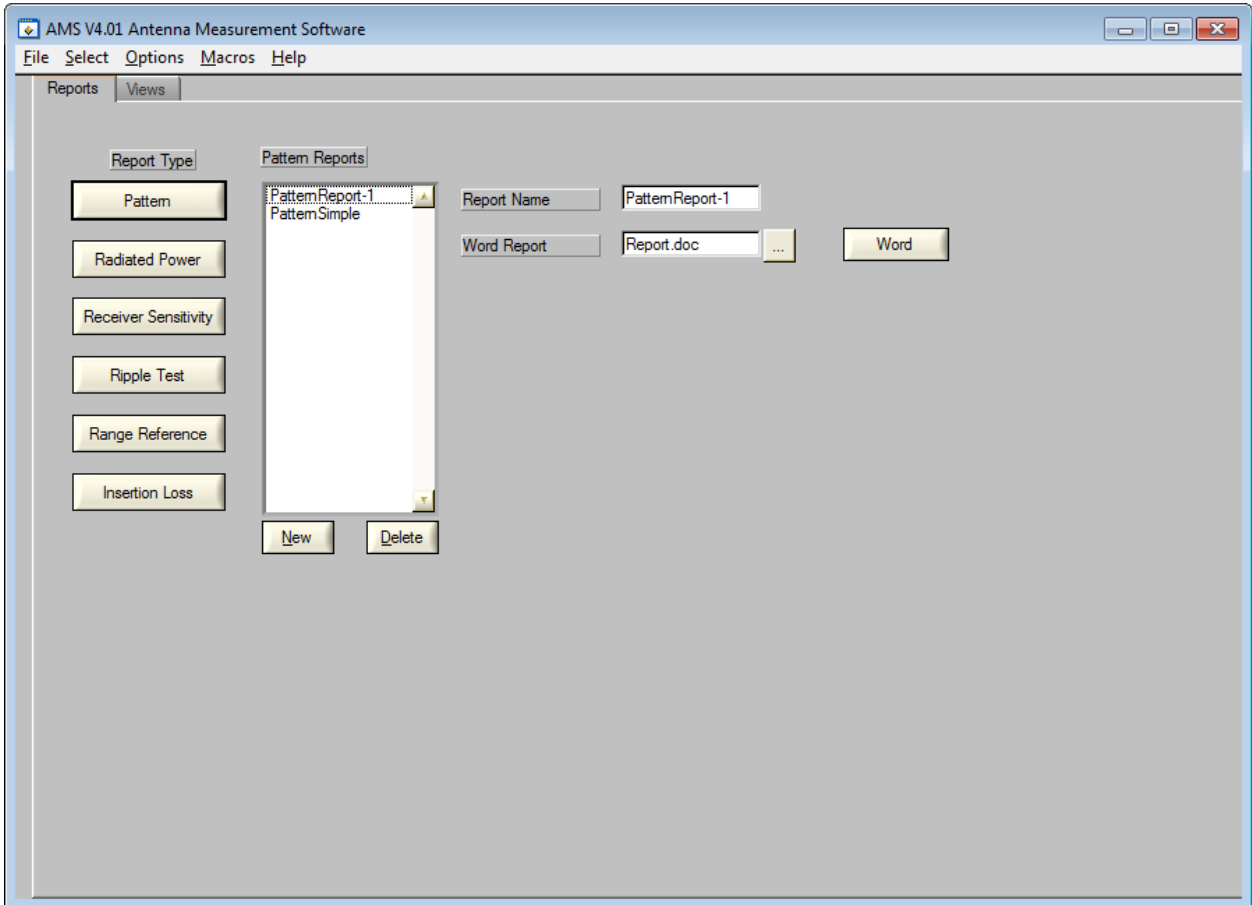 AMS V4.01 Antenna Measurement Software
File Select Options Macros Help
Reports Views
Report Type
Pattern Reports
Pattern
Radiated Power
Receiver Sensitivity
Ripple Test
Range Reference
Insertion Loss
PatternReport-1
PatternSimple
New Delete
Report Name PatternReport-1
Word Report Report.doc ... Word